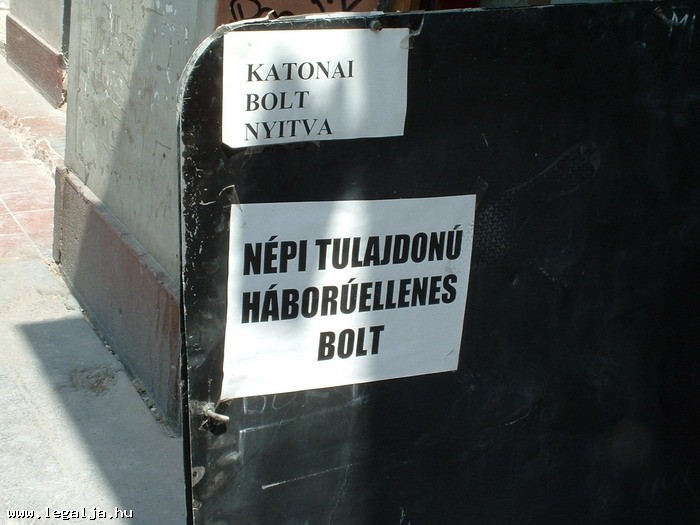 KATONAI
BOLT
NYITVA
NÉPI TULAJDONÚ
HÁBORÚELLENES
BOLT
www.legalja.hu